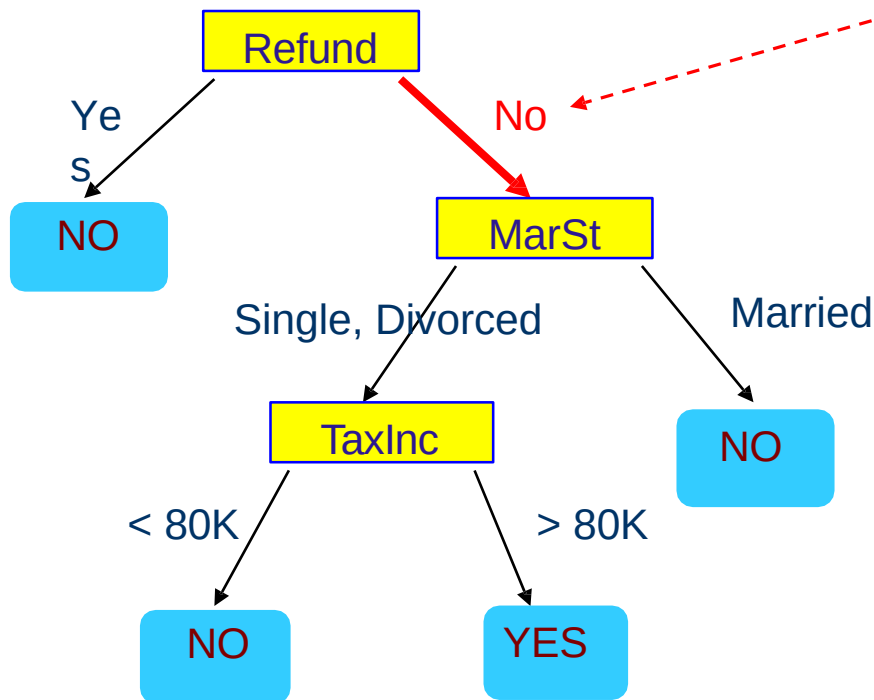 Refund
Ye
s
No
NO
MarSt
Single, Divorced
Married
TaxInc
NO
< 80K
> 80K
NO
YES